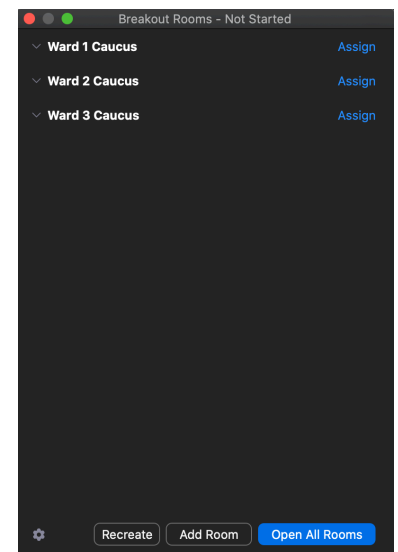 Breakout Rooms - Not Started
Ward 1 Caucus Assign
Ward 2 Caucus Assign
Ward 3 Caucus Assign
Recreate Add Room Open All Rooms